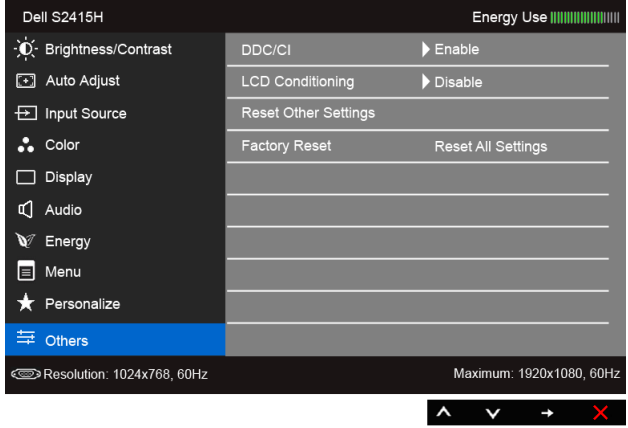 Dell S2415H Energy Use
Brightness/Contrast DDC/CI Enable
Auto Adjust LCD Conditioning Disable
Input Source Reset Other Settings
Color Factory Reset Reset All Settings
Display
Audio
Energy
Menu
Personalize
Others
Resolution: 1024x768, 60Hz Maximum: 1920x1080, 60Hz